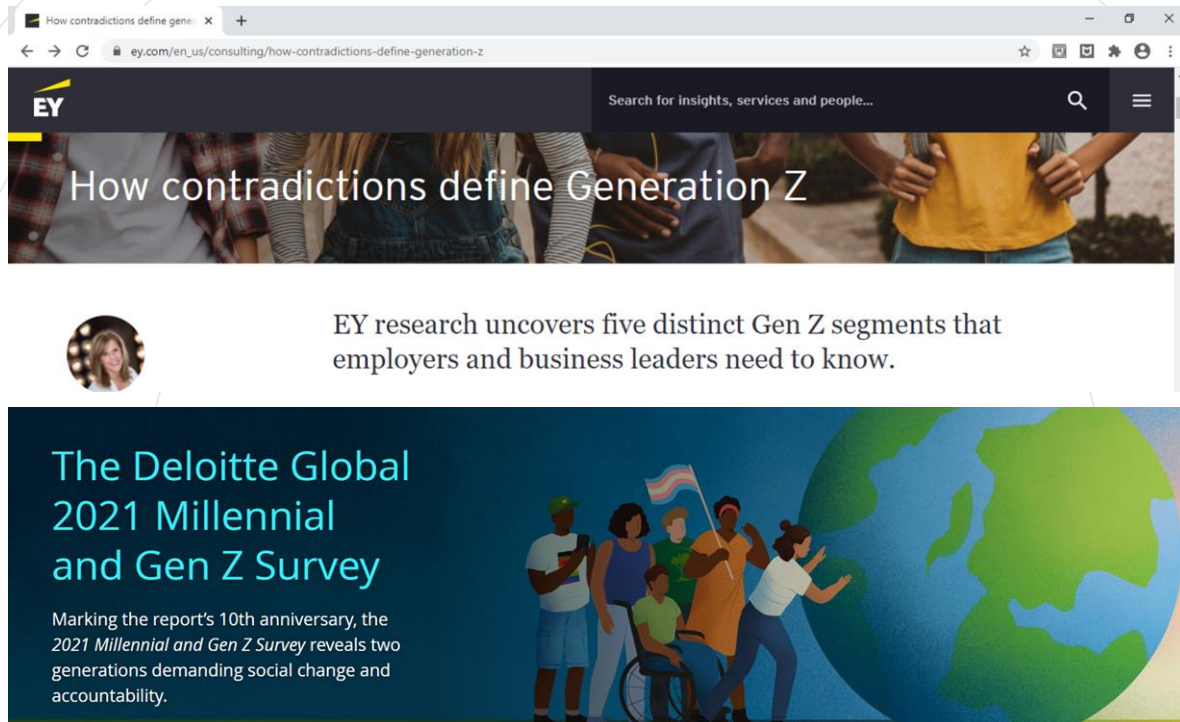 How contradictions define gener
ey.com/en_us/consulting/how-contradictions-define-generation-z
EY
Search for insights, services and people...
How contradictions define Generation Z
EY research uncovers five distinct Gen Z segments that
employers and business leaders need to know.
The Deloitte Global
2021 Millennial
and Gen Z Survey
Marking the report's 10th anniversary, the
2021 Millennial and Gen Z Survey reveals two
generations demanding social change and
accountability.